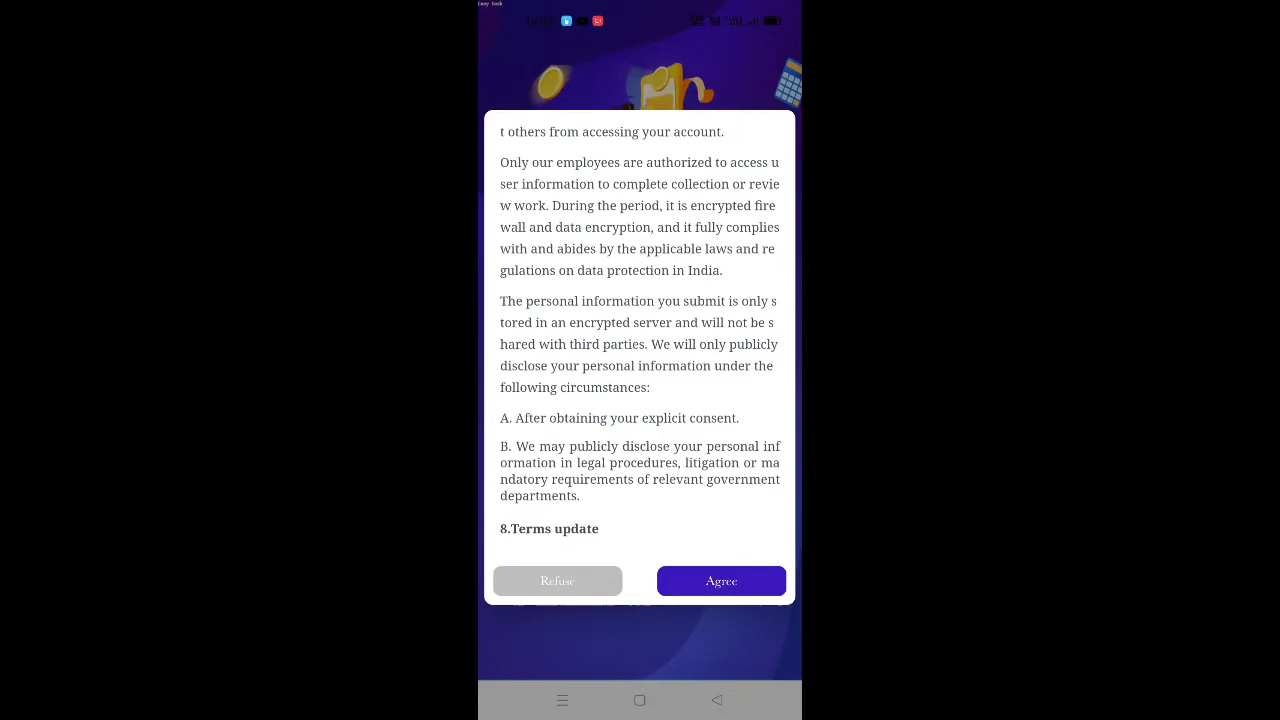 Easy Dask
t others from accessing your account.
Only our employees are authorized to access u
ser information to complete collection or revie
w work. During the period, it is encrypted fire
wall and data encryption, and it fully complies
with and abides by the applicable laws and re
gulations on data protection in India.
The personal information you submit is only s
tored in an encrypted server and will not be s
hared with third parties. We will only publicly
disclose your personal information under the
following circumstances:
A. After obtaining your explicit consent.
B. We may publicly disclose your personal inf
ormation in legal procedures, litigation or ma
ndatory requirements of relevant government
departments.
8.Terms update
Refuse
Agree